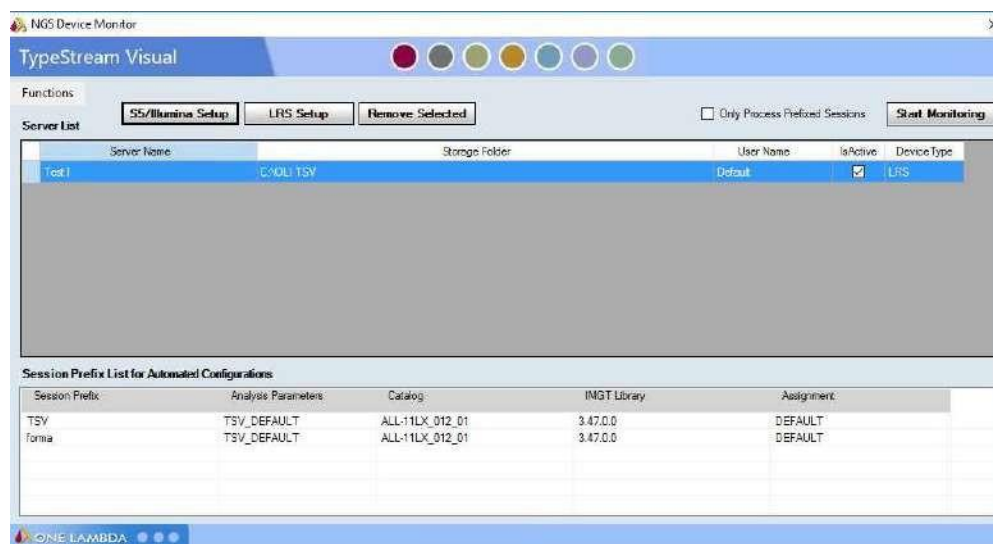 NGS Device Monitor
TypeStream Visual
Functions
S5/Illumina Setup LRS Setup Remove Selected Only Process Prefixed Sessions Start Monitoring
Server List
Server Name Storage Folder User Name IsActive Device Type
Test1 C:\OLI TSV Default LRS
Session Prefix List for Automated Configurations
Session Prefix Analysis Parameters Catalog IMGT Library Assignment
TSV TSV_DEFAULT ALL-11LX_012_01 3.47.0.0 DEFAULT
forma TSV_DEFAULT ALL-11LX_012_01 3.47.0.0 DEFAULT
ONE LAMBDA